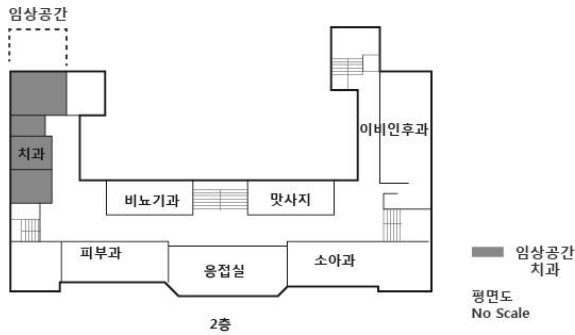 임상공간
이비인후과
치과
비뇨기과
맛사지
피부과
응접실
소아과
임상공간
치과
평면도
No Scale
2층